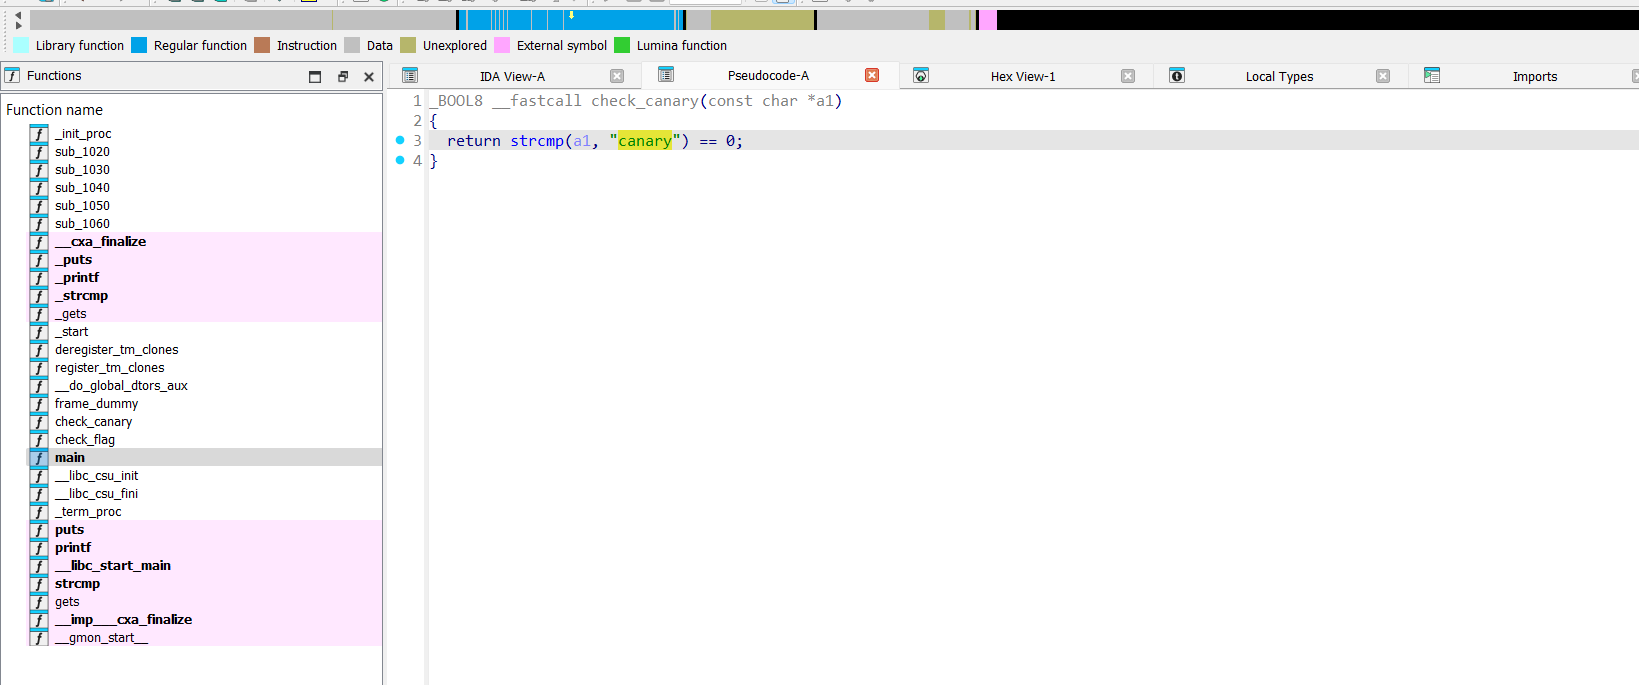 Library function Regular function Instruction Data Unexplored External symbol Lumina function
f Functions
IDA View-A Pseudocode-A Hex View-1 Local Types Imports
Function name
f _init_proc
f sub_1020
f sub_1030
f sub_1040
f sub_1050
f sub_1060
f __cxa_finalize
f _puts
f _printf
f _strcmp
f _gets
f _start
f deregister_tm_clones
f register_tm_clones
f __do_global_dtors_aux
f frame_dummy
f check_canary
f check_flag
f main
f __libc_csu_init
f __libc_csu_fini
f _term_proc
f puts
f printf
f __libc_start_main
f strcmp
f gets
f __imp___cxa_finalize
f __gmon_start__
1 _BOOL8 __fastcall check_canary(const char *a1)
2 {
3 return strcmp(a1, "canary") == 0;
4 }